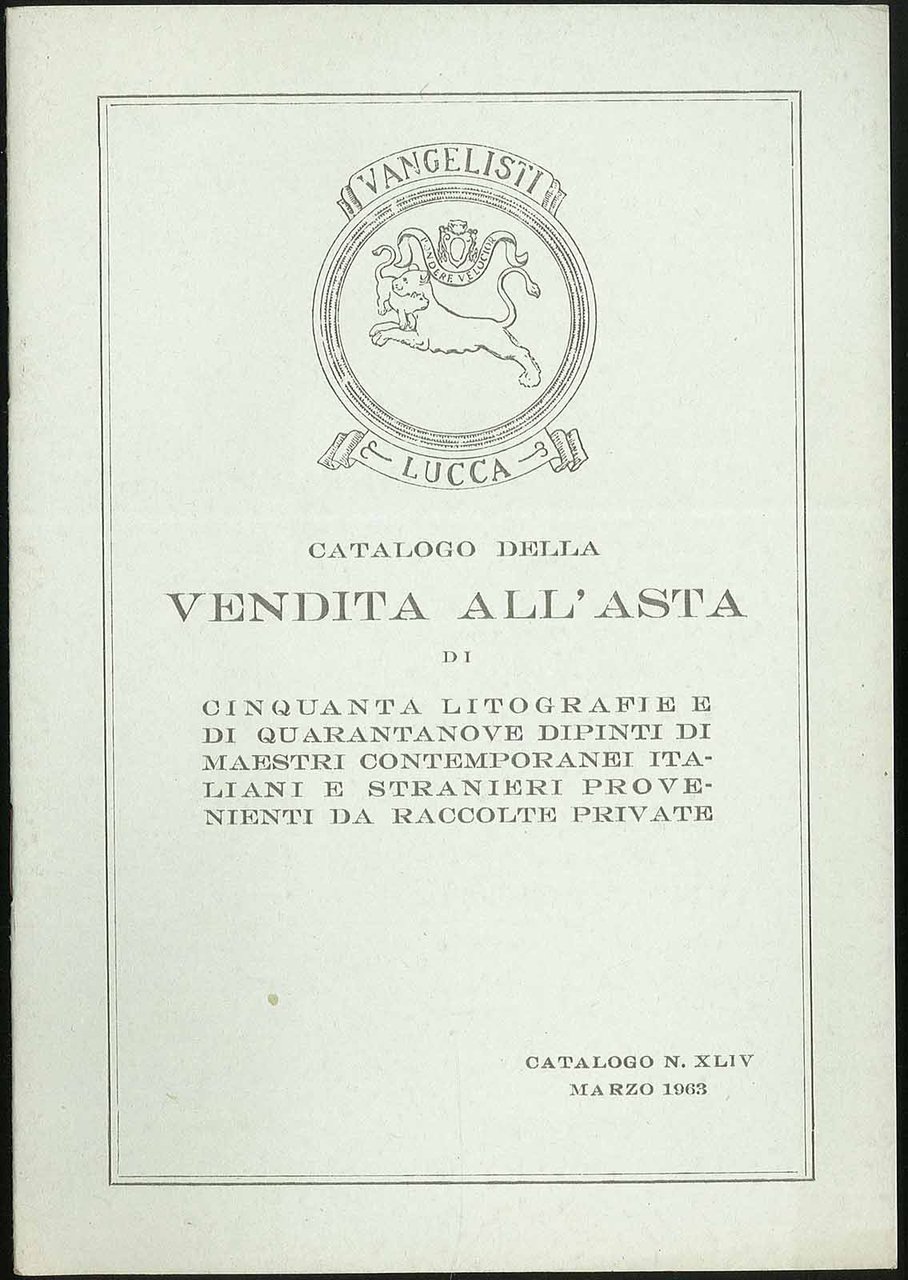 VANGELISTI
LUCCA
CATALOGO DELLA
VENDITA ALL'ASTA
DI
CINQUANTA LITOGRAFIE E
DI QUARANTANOVE DIPINTI DI
MAESTRI CONTEMPORANEI ITA-
LIANI E STRANIERI PROVE-
NIENTI DA RACCOLTE PRIVATE
CATALOGO N. XLIV
MARZO 1963